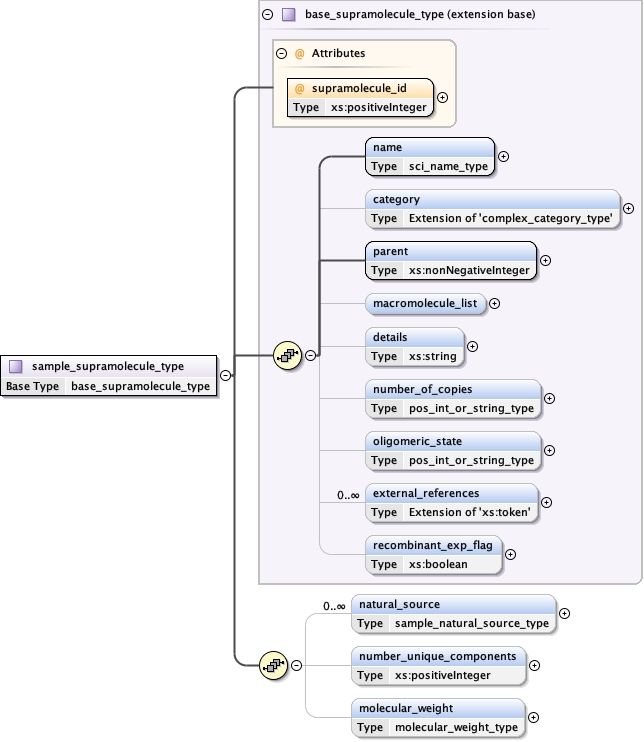 base_supramolecule_type (extension base)
@ Attributes
@ supramolecule_id
Type xs:positiveInteger
name
Type sci_name_type
category
Type Extension of 'complex_category_type'
parent
Type xs:nonNegativeInteger
macromolecule_list
details
Type xs:string
sample_supramolecule_type
Base Type base_supramolecule_type
number_of_copies
Type pos_int_or_string_type
oligomeric_state
Type pos_int_or_string_type
0..∞ external_references
Type Extension of 'xs:token'
recombinant_exp_flag
Type xs:boolean
0..∞ natural_source
Type sample_natural_source_type
number_unique_components
Type xs:positiveInteger
molecular_weight
Type molecular_weight_type